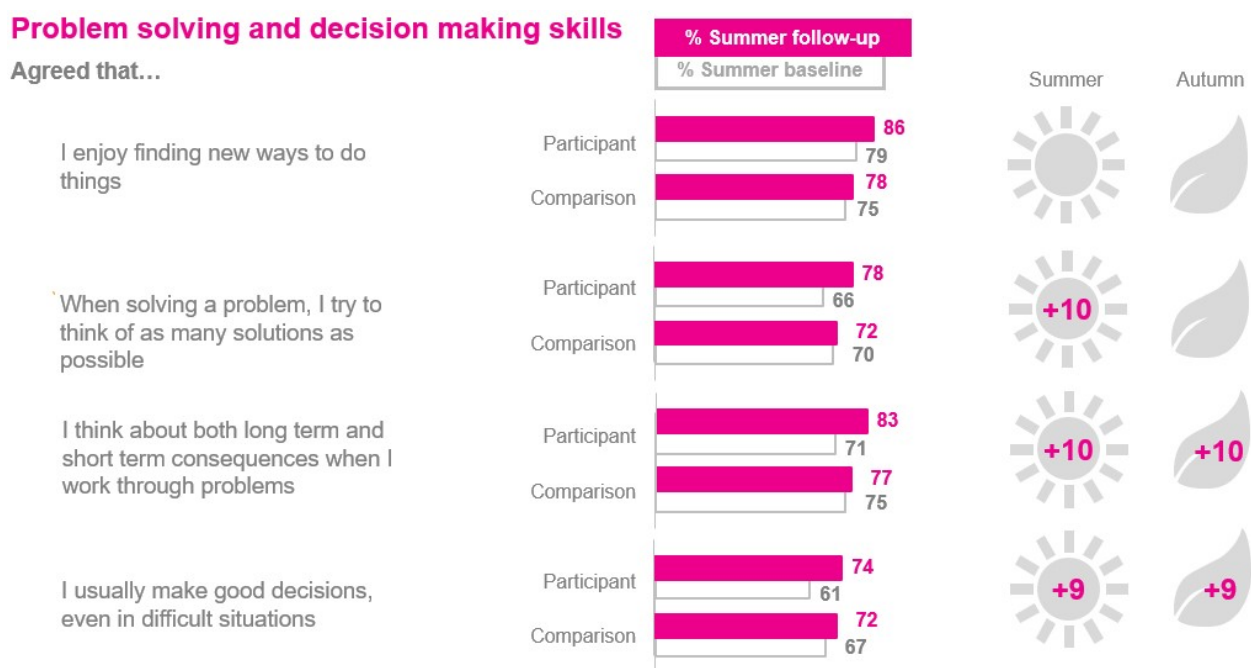 Problem solving and decision making skills
Agreed that…
% Summer follow-up
% Summer baseline
Summer
Autumn
I enjoy finding new ways to do
things
Participant
86
79
Comparison
78
75
When solving a problem, I try to
think of as many solutions as
possible
Participant
78
66
Comparison
72
70
+10
I think about both long term and
short term consequences when I
work through problems
Participant
83
71
Comparison
77
75
+10
+10
I usually make good decisions,
even in difficult situations
Participant
74
61
Comparison
72
67
+9
+9